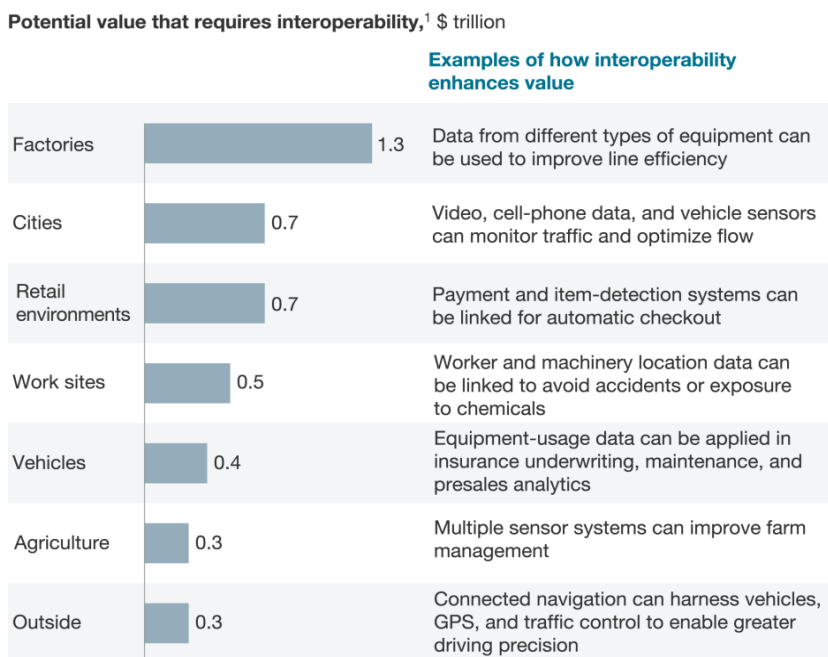 Potential value that requires interoperability,¹ $ trillion
Examples of how interoperability
enhances value
Factories
1.3
Data from different types of equipment can
be used to improve line efficiency
Cities
0.7
Video, cell-phone data, and vehicle sensors
can monitor traffic and optimize flow
Retail
environments
0.7
Payment and item-detection systems can
be linked for automatic checkout
Work sites
0.5
Worker and machinery location data can
be linked to avoid accidents or exposure
to chemicals
Vehicles
0.4
Equipment-usage data can be applied in
insurance underwriting, maintenance, and
presales analytics
Agriculture
0.3
Multiple sensor systems can improve farm
management
Outside
0.3
Connected navigation can harness vehicles,
GPS, and traffic control to enable greater
driving precision